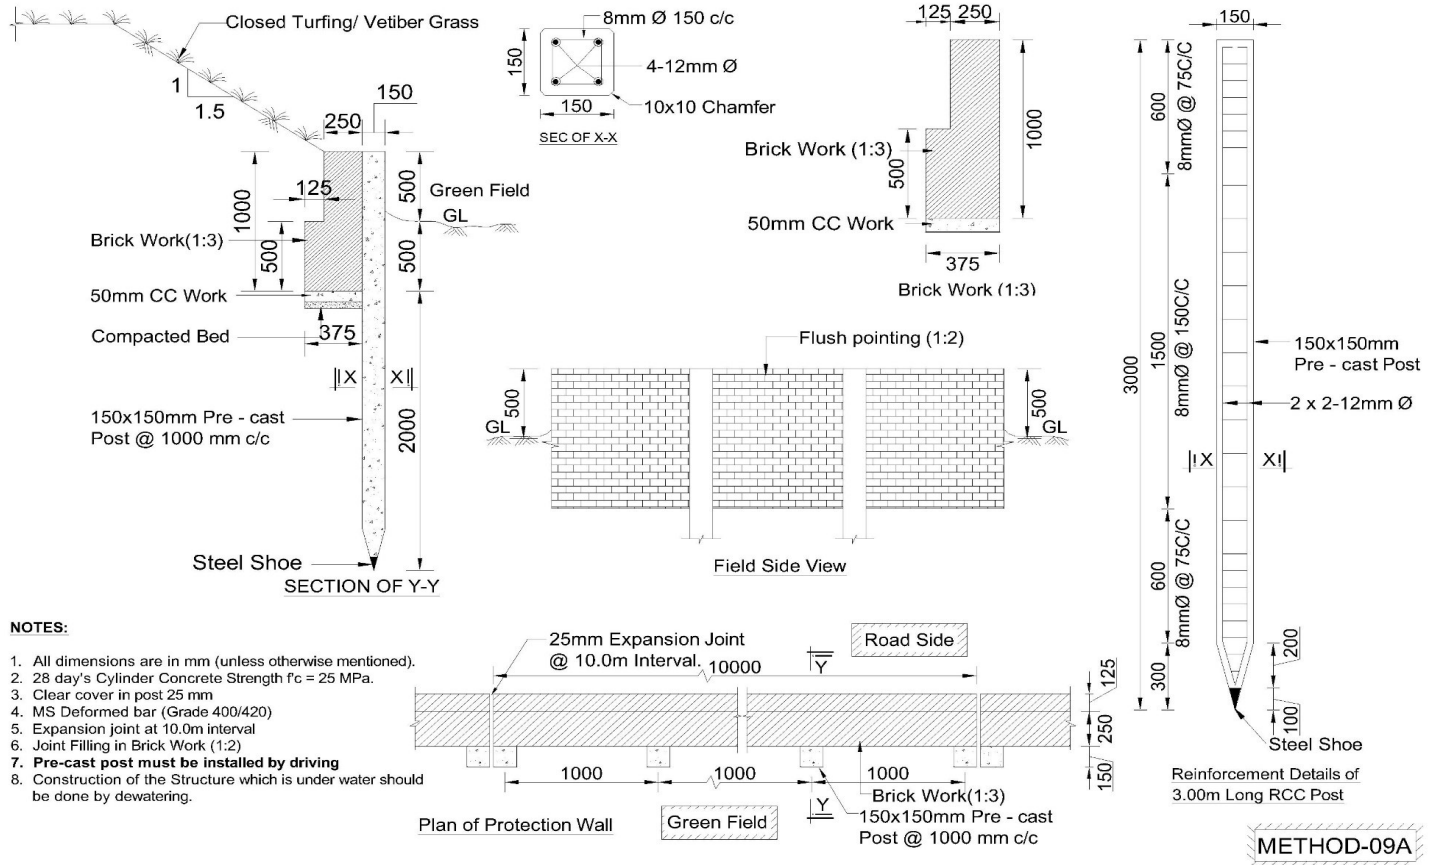 Closed Turfing/ Vetiber Grass
1
1.5
150
250
125
1000
500
500
Green Field
GL
500
Brick Work(1:3)
50mm CC Work
Compacted Bed
375
X
X
150x150mm Pre - cast
Post @ 1000 mm c/c
2000
Steel Shoe
SECTION OF Y-Y
8mm Ø 150 c/c
4-12mm Ø
150
150
10x10 Chamfer
SEC OF X-X
125
250
1000
Brick Work (1:3)
500
50mm CC Work
375
Brick Work (1:3)
Flush pointing (1:2)
500
500
GL
GL
Field Side View
150
3000
600
8mmØ @ 75C/C
1500
8mmØ @ 150C/C
600
8mmØ @ 75C/C
300
150x150mm
Pre - cast Post
2 x 2-12mm Ø
X
X
200
100
Steel Shoe
Reinforcement Details of
3.00m Long RCC Post
NOTES:
1. All dimensions are in mm (unless otherwise mentioned).
2. 28 day's Cylinder Concrete Strength f'c = 25 MPa.
3. Clear cover in post 25 mm
4. MS Deformed bar (Grade 400/420)
5. Expansion joint at 10.0m interval
6. Joint Filling in Brick Work (1:2)
7. Pre-cast post must be installed by driving
8. Construction of the Structure which is under water should
be done by dewatering.
25mm Expansion Joint
@ 10.0m Interval.
10000
Y
Road Side
125
250
150
1000
1000
1000
Y
Brick Work(1:3)
150x150mm Pre - cast
Post @ 1000 mm c/c
Green Field
Plan of Protection Wall
METHOD-09A